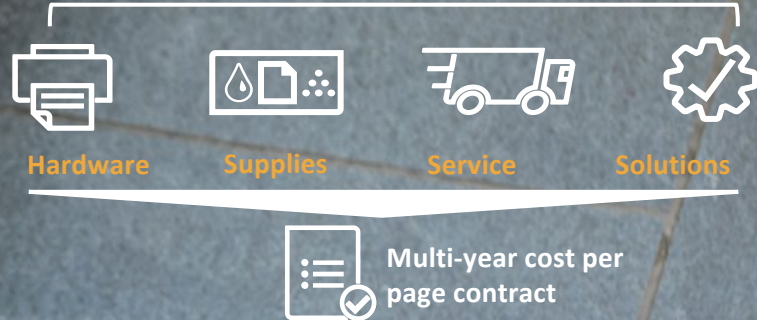 Hardware
Supplies
Service
Solutions
Multi-year cost per
page contract